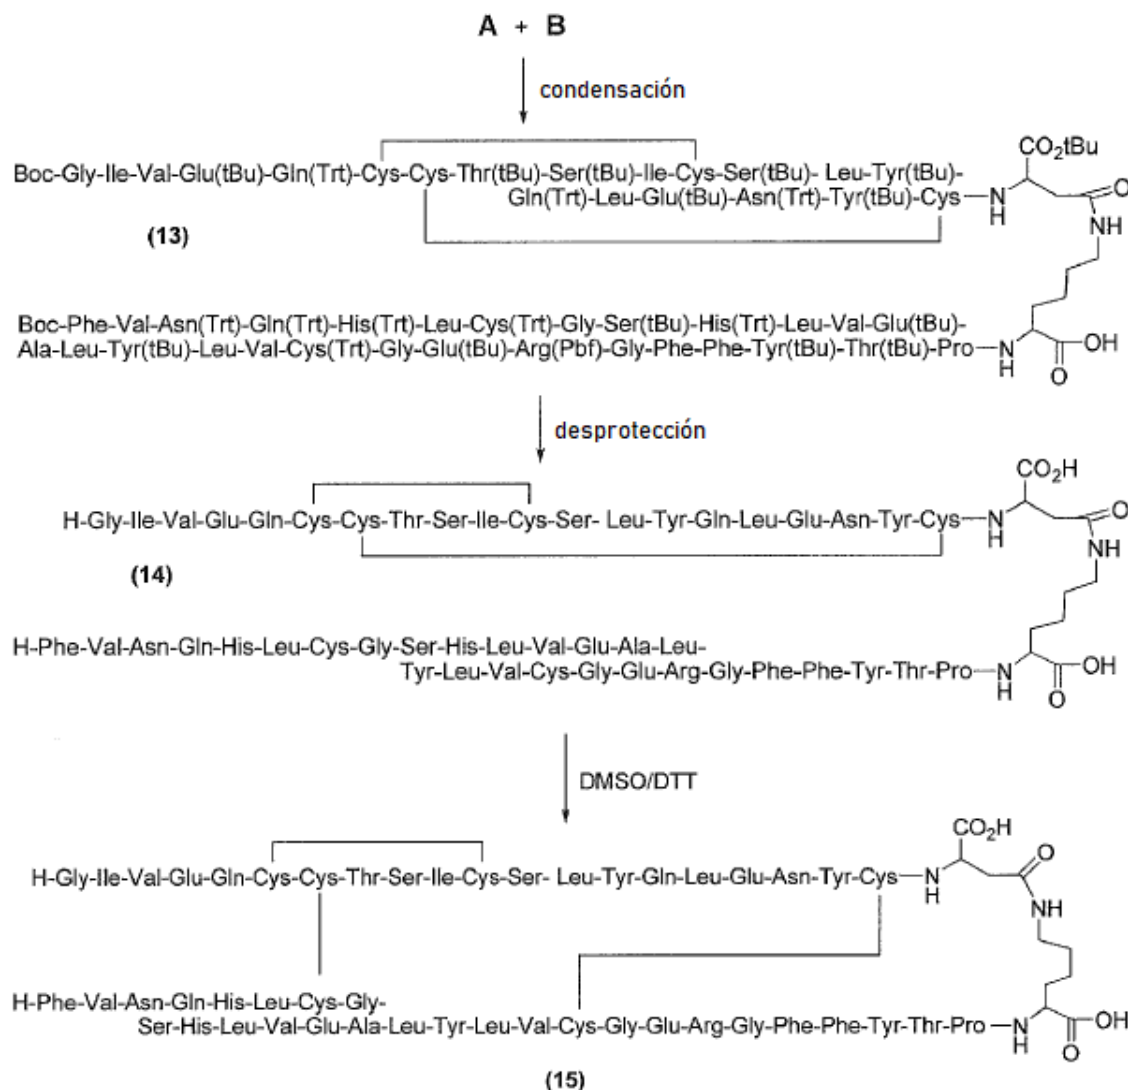 A + B
condensación
CO2tBu
Boc-Gly-Ile-Val-Glu(tBu)-Gln(Trt)-Cys-Cys-Thr(tBu)-Ser(tBu)-Ile-Cys-Ser(tBu)- Leu-Tyr(tBu)-
Gln(Trt)-Leu-Glu(tBu)-Asn(Trt)-Tyr(tBu)-Cys
N
H
O
NH
(13)
Boc-Phe-Val-Asn(Trt)-Gln(Trt)-His(Trt)-Leu-Cys(Trt)-Gly-Ser(tBu)-His(Trt)-Leu-Val-Glu(tBu)-
Ala-Leu-Tyr(tBu)-Leu-Val-Cys(Trt)-Gly-Glu(tBu)-Arg(Pbf)-Gly-Phe-Phe-Tyr(tBu)-Thr(tBu)-Pro
N
H
OH
O
desprotección
CO2H
H-Gly-Ile-Val-Glu-Gln-Cys-Cys-Thr-Ser-Ile-Cys-Ser- Leu-Tyr-Gln-Leu-Glu-Asn-Tyr-Cys
N
H
O
NH
(14)
H-Phe-Val-Asn-Gln-His-Leu-Cys-Gly-Ser-His-Leu-Val-Glu-Ala-Leu-
Tyr-Leu-Val-Cys-Gly-Glu-Arg-Gly-Phe-Phe-Tyr-Thr-Pro
N
H
OH
O
DMSO/DTT
CO2H
H-Gly-Ile-Val-Glu-Gln-Cys-Cys-Thr-Ser-Ile-Cys-Ser- Leu-Tyr-Gln-Leu-Glu-Asn-Tyr-Cys
N
H
O
NH
H-Phe-Val-Asn-Gln-His-Leu-Cys-Gly-
Ser-His-Leu-Val-Glu-Ala-Leu-Tyr-Leu-Val-Cys-Gly-Glu-Arg-Gly-Phe-Phe-Tyr-Thr-Pro
N
H
OH
O
(15)